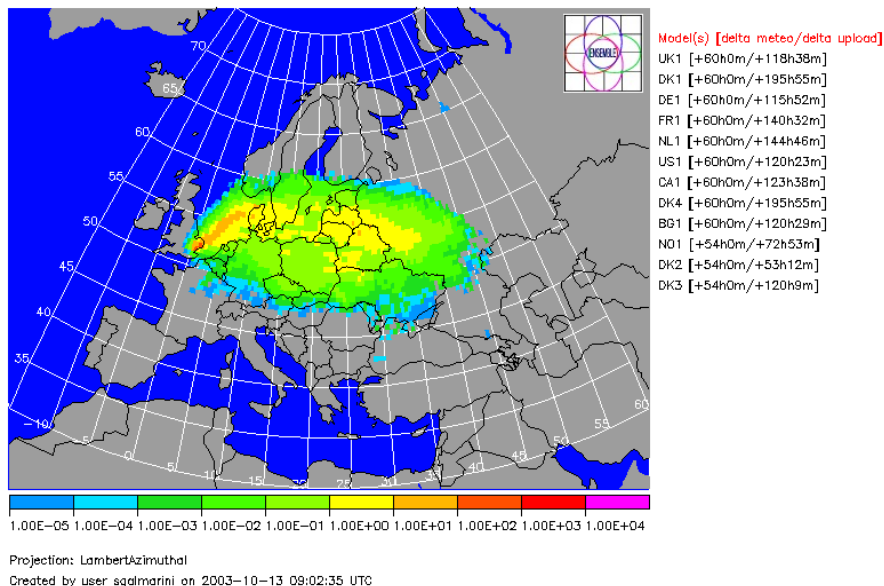 70
65
60
55
50
45
40
35
-10
5
0
5
10
15
20
25
30
35
40
45
50
55
60
ENSEMBLE
Model(s) [delta meteo/delta upload]
UK1 [+60h0m/+118h38m]
DK1 [+60h0m/+195h55m]
DE1 [+60h0m/+115h52m]
FR1 [+60h0m/+140h32m]
NL1 [+60h0m/+144h46m]
US1 [+60h0m/+120h23m]
CA1 [+60h0m/+123h38m]
DK4 [+60h0m/+195h55m]
BG1 [+60h0m/+120h29m]
NO1 [+54h0m/+72h53m]
DK2 [+54h0m/+53h12m]
DK3 [+54h0m/+120h9m]
1.00E-05 1.00E-04 1.00E-03 1.00E-02 1.00E-01 1.00E+00 1.00E+01 1.00E+02 1.00E+03 1.00E+04
Projection: LambertAzimuthal
Created by user sgalmarini on 2003-10-13 09:02:35 UTC